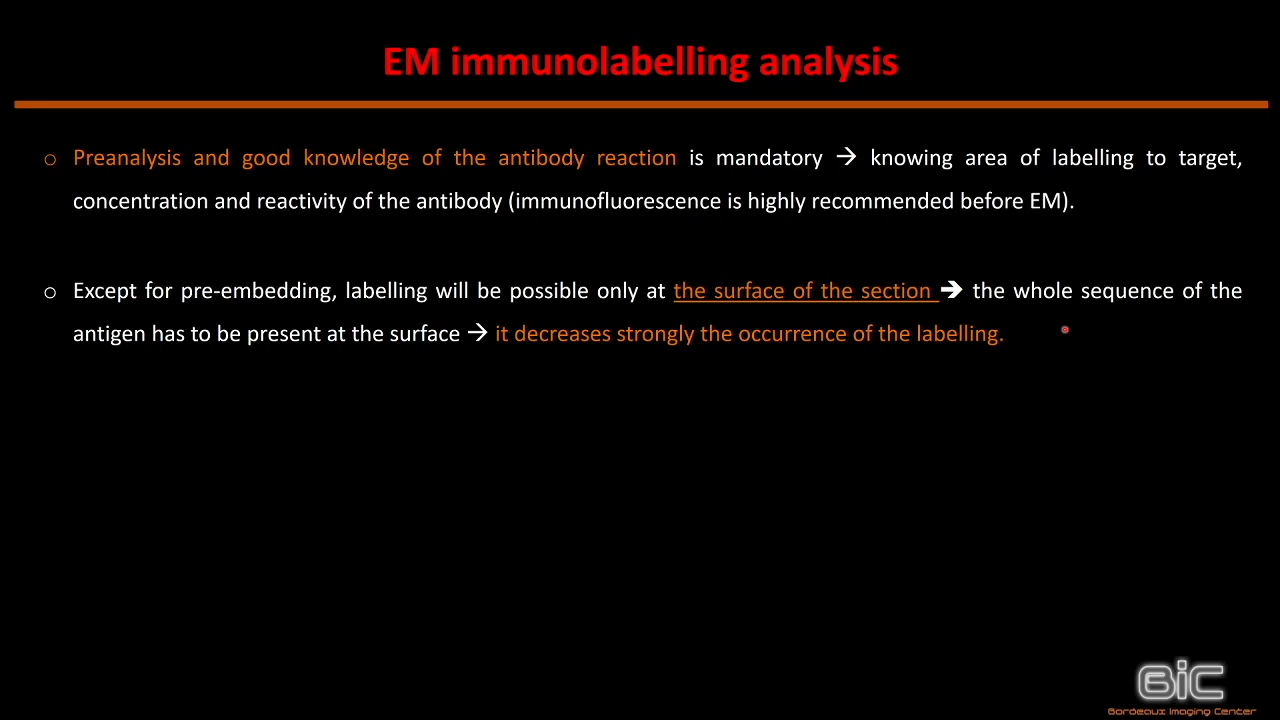 EM immunolabelling analysis
o Preanalysis and good knowledge of the antibody reaction is mandatory → knowing area of labelling to target,
concentration and reactivity of the antibody (immunofluorescence is highly recommended before EM).
o Except for pre-embedding, labelling will be possible only at the surface of the section → the whole sequence of the
antigen has to be present at the surface → it decreases strongly the occurrence of the labelling.
BiC
Bordeaux Imaging Center